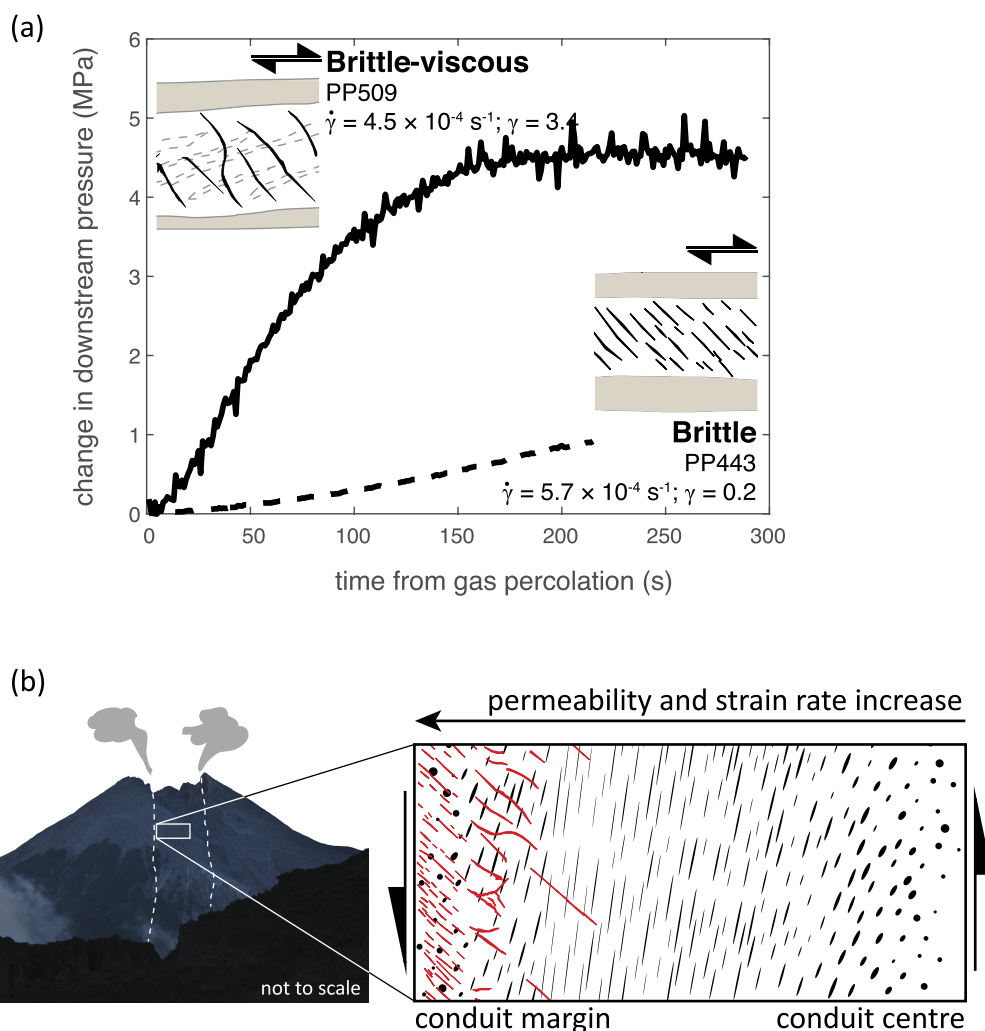 (a)
6
5
4
3
2
1
0
change in downstream pressure (MPa)
Brittle-viscous
PP509
γ̇ = 4.5 × 10⁻⁴ s⁻¹; γ = 3.4
Brittle
PP443
γ̇ = 5.7 × 10⁻⁴ s⁻¹; γ = 0.2
0 50 100 150 200 250 300
time from gas percolation (s)
(b)
permeability and strain rate increase
not to scale
conduit margin conduit centre